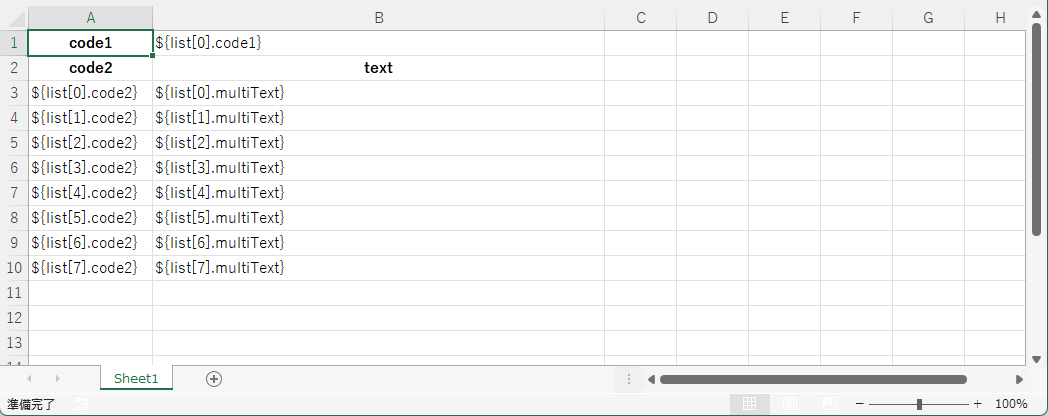 A B C D E F G H
1 code1 ${list[0].code1}
2 code2 text
3 ${list[0].code2} ${list[0].multiText}
4 ${list[1].code2} ${list[1].multiText}
5 ${list[2].code2} ${list[2].multiText}
6 ${list[3].code2} ${list[3].multiText}
7 ${list[4].code2} ${list[4].multiText}
8 ${list[5].code2} ${list[5].multiText}
9 ${list[6].code2} ${list[6].multiText}
10 ${list[7].code2} ${list[7].multiText}
11
12
13
14
Sheet1
準備完了 100%